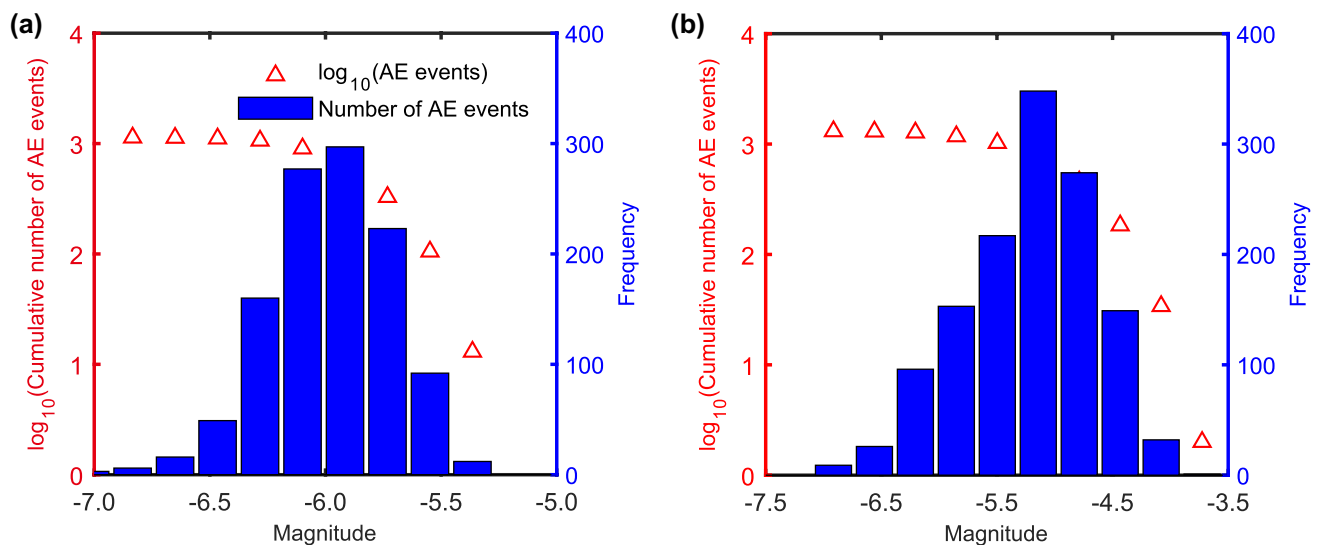 (a)
log10(Cumulative number of AE events)
4
3
2
1
0
log10(AE events)
Number of AE events
400
300
200
100
0
Frequency
-7.0 -6.5 -6.0 -5.5 -5.0
Magnitude
(b)
log10(Cumulative number of AE events)
4
3
2
1
0
400
300
200
100
0
Frequency
-7.5 -6.5 -5.5 -4.5 -3.5
Magnitude